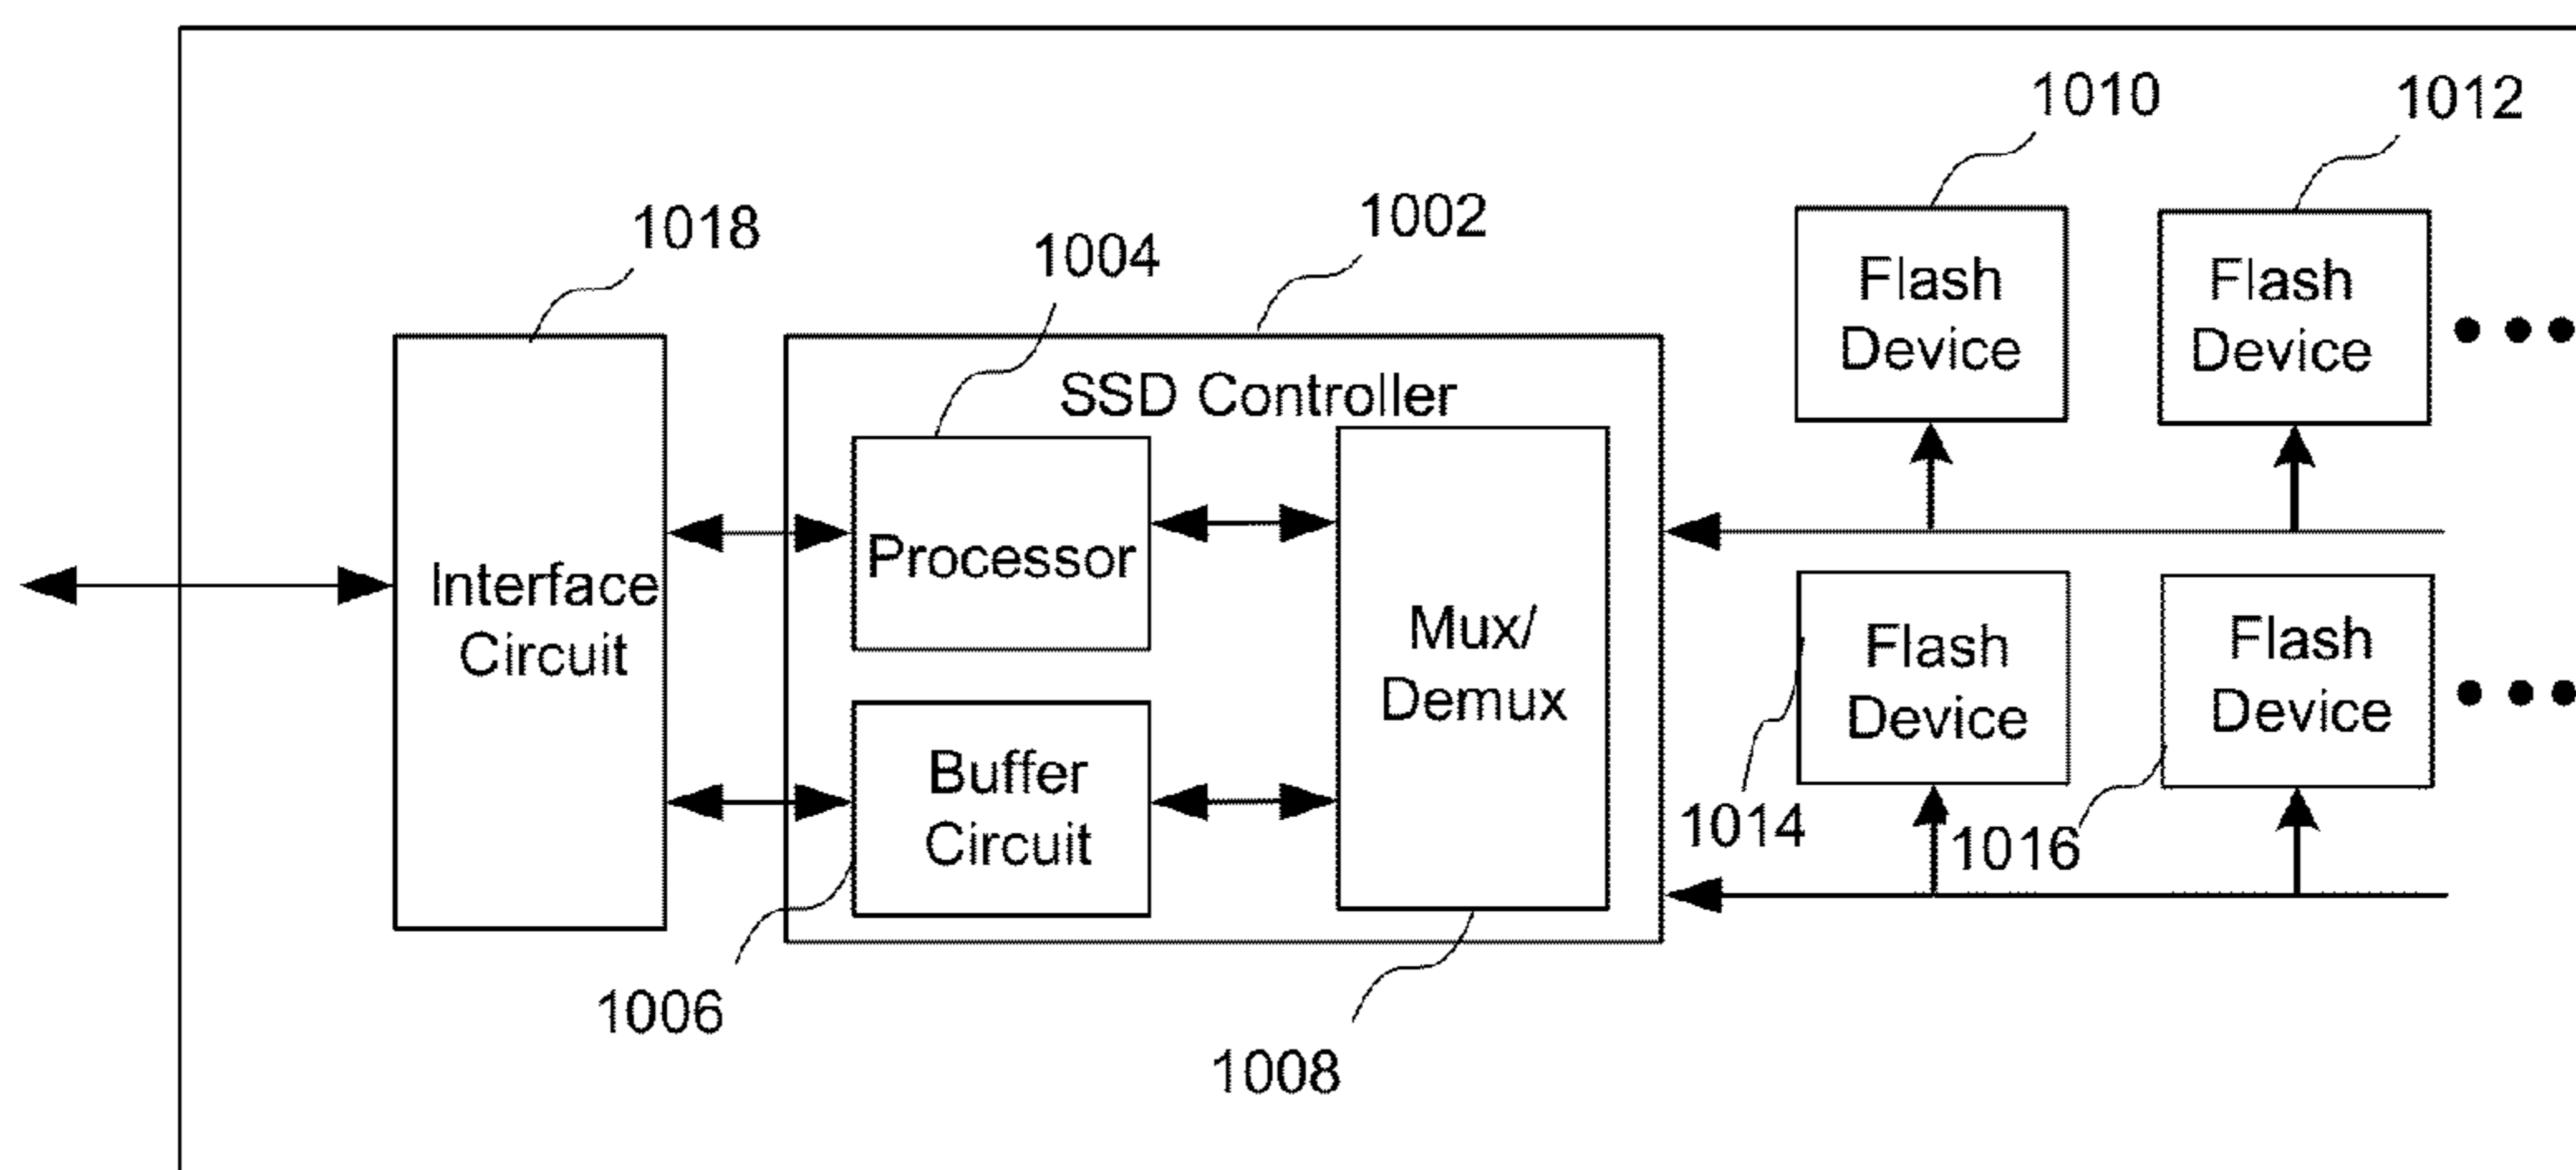 1010
1012
1018
1004
1002
Flash
Device
Flash
Device
SSD Controller
Interface
Circuit
Processor
Mux/
Demux
Flash
Device
Flash
Device
Buffer
Circuit
1014
1016
1006
1008